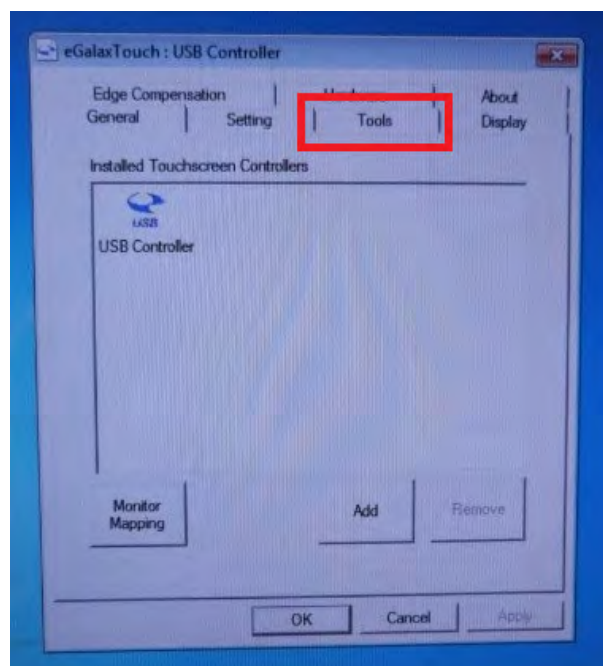 eGalaxTouch : USB Controller
Edge Compensation About
General Setting Tools Display
Installed Touchscreen Controllers
USB
USB Controller
Monitor
Mapping
Add Remove
OK Cancel Apply